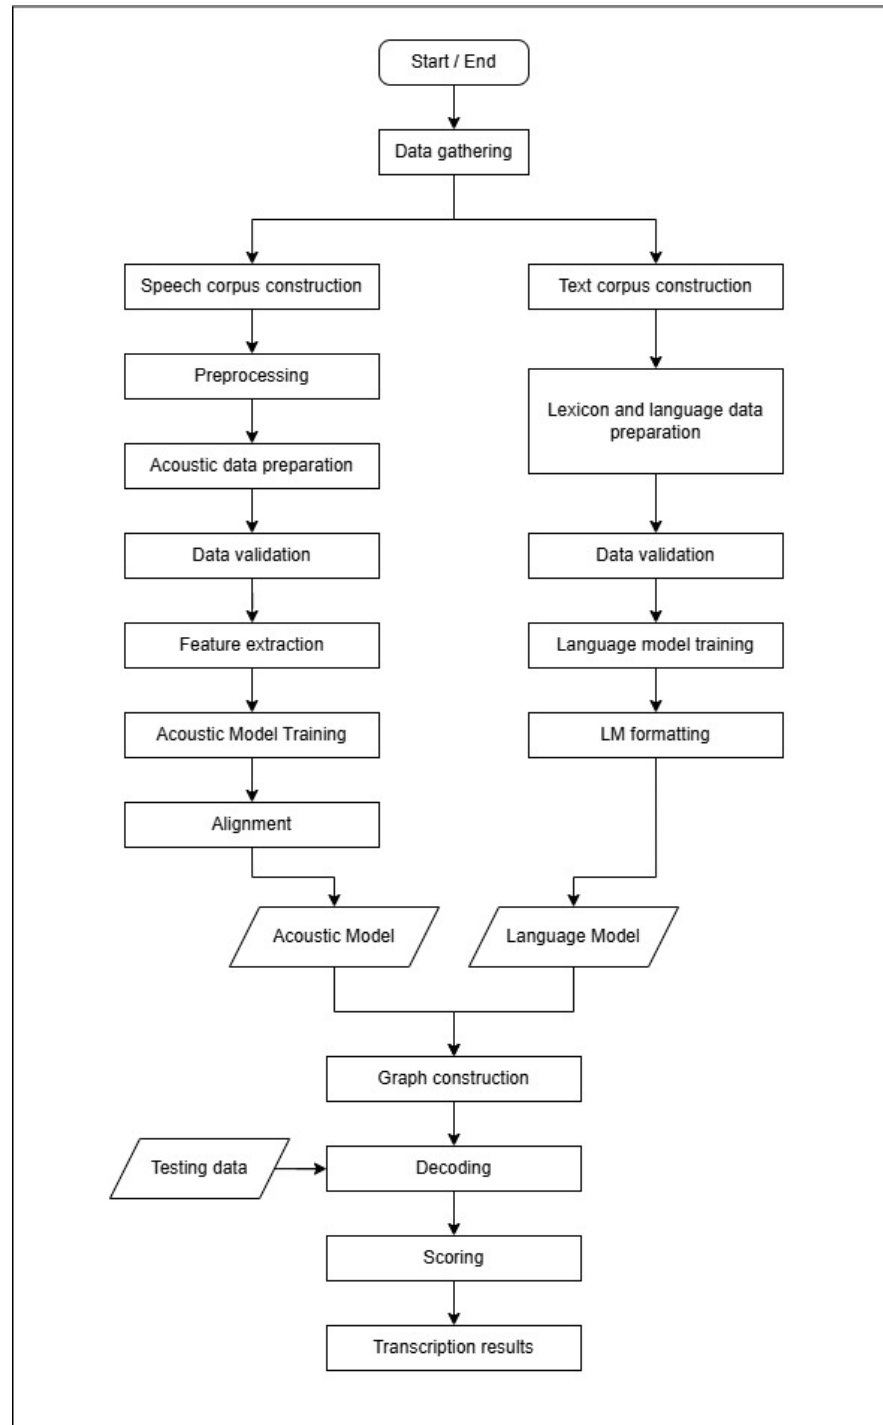 Start / End
Data gathering
Speech corpus construction
Text corpus construction
Preprocessing
Lexicon and language data
preparation
Acoustic data preparation
Data validation
Data validation
Feature extraction
Language model training
Acoustic Model Training
LM formatting
Alignment
Acoustic Model
Language Model
Graph construction
Testing data
Decoding
Scoring
Transcription results